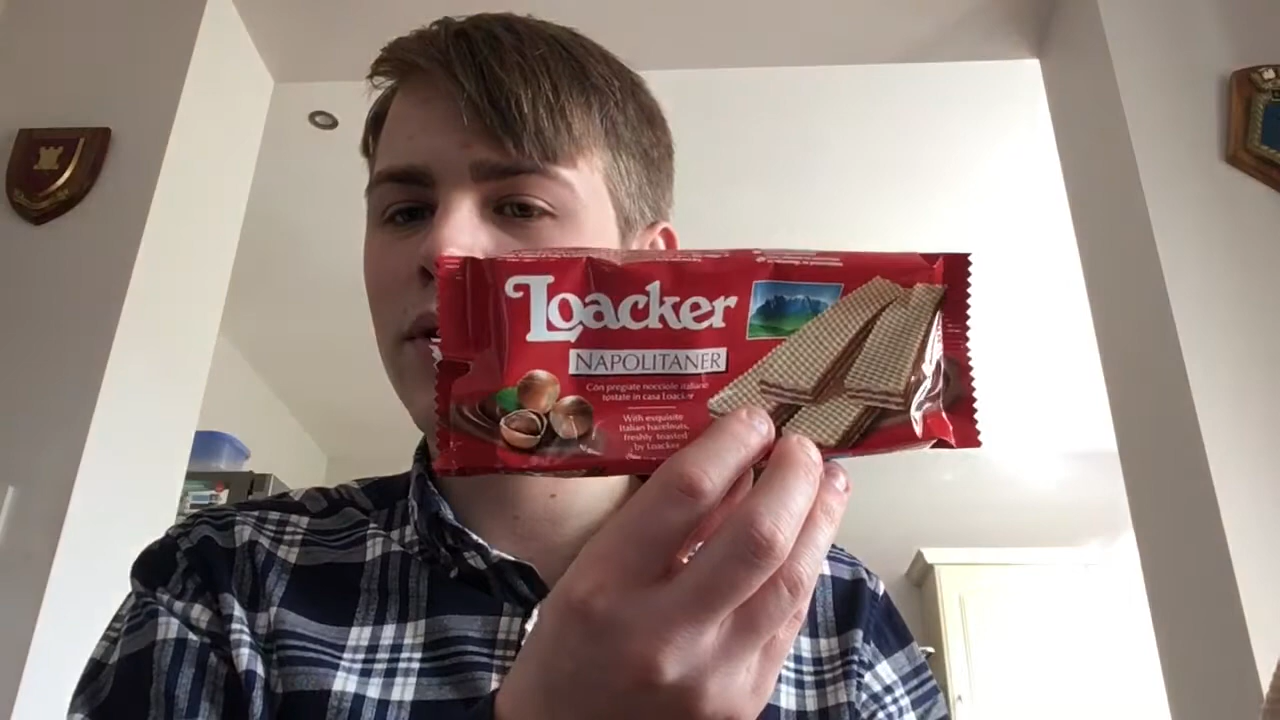 Loacker
NAPOLITANER
Con pregiate nocciole italiane
tostate in casa Loacker
With exquisite
Italian hazelnuts,
freshly toasted
by Loacker